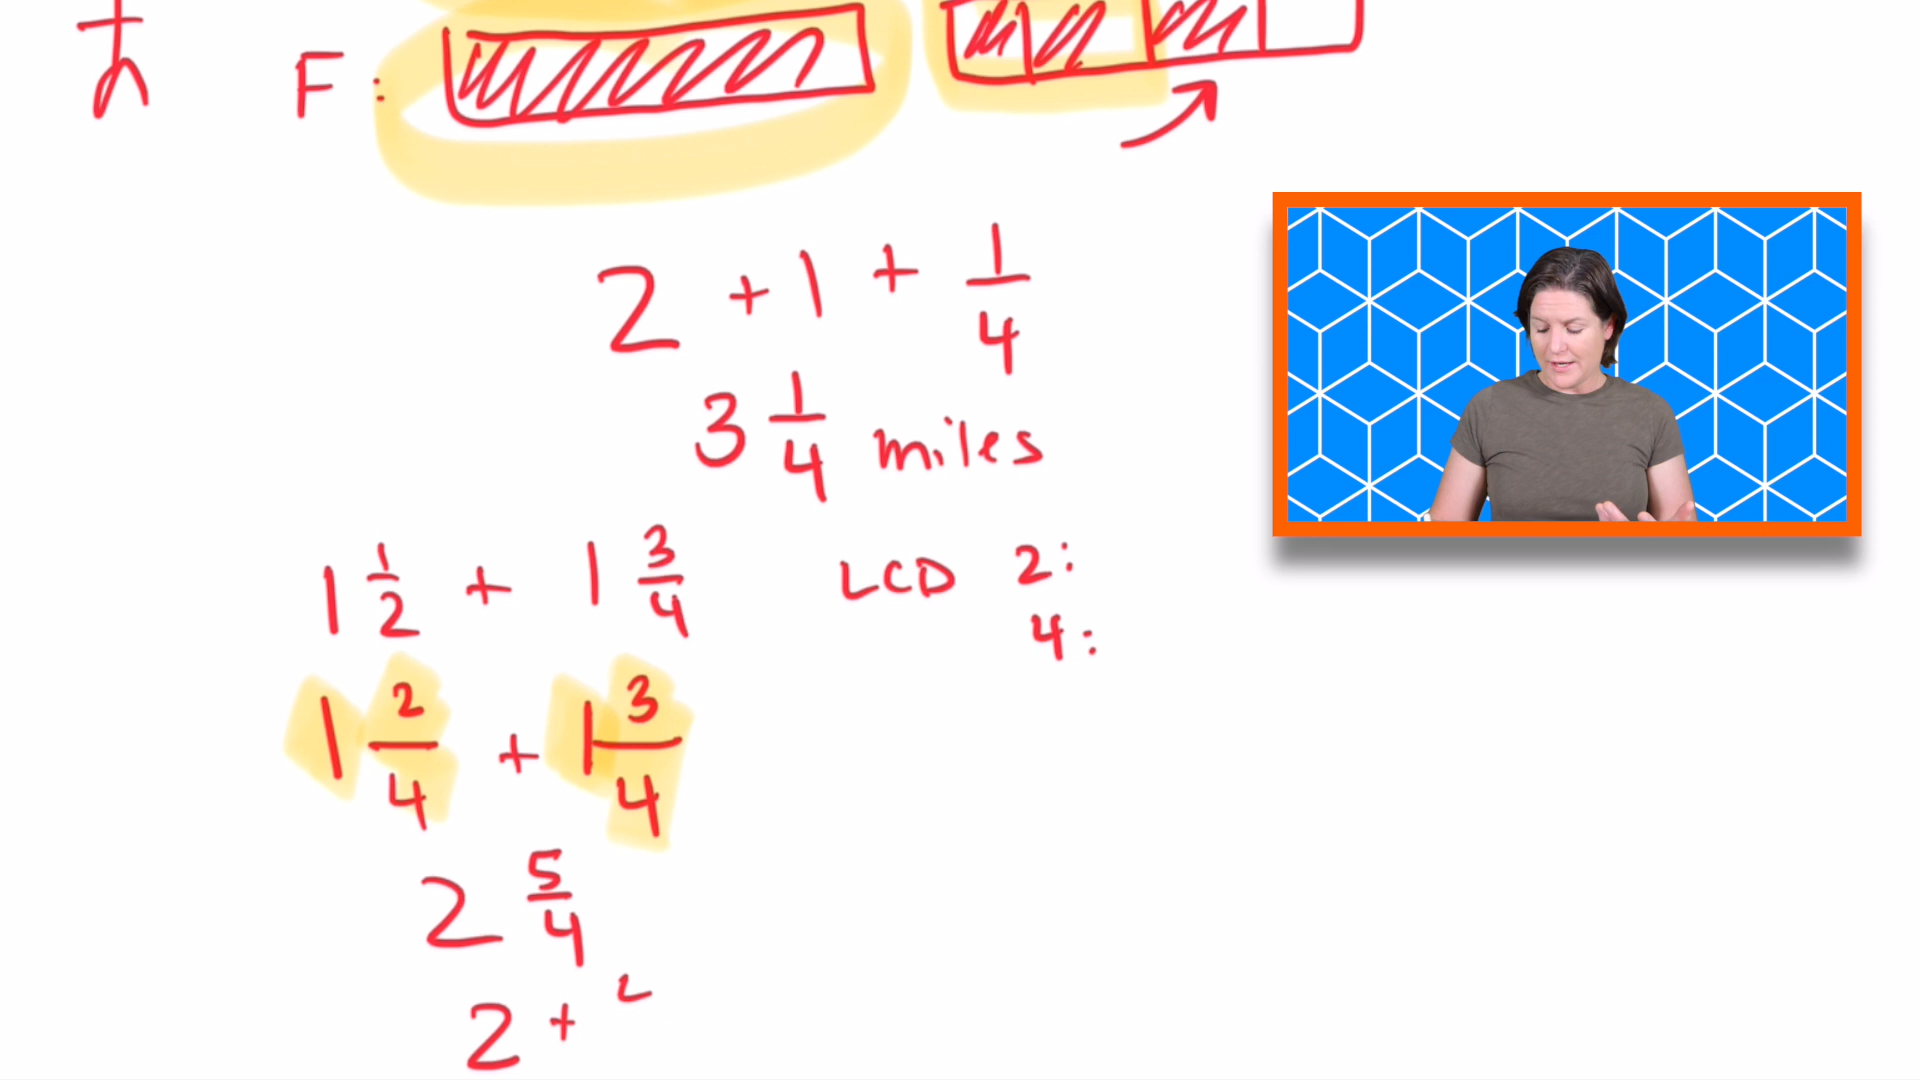 F:
2 + 1 + 1/4
3 1/4 miles
1 1/2 + 1 3/4
LCD 2:
4:
1 2/4 + 1 3/4
2 5/4
2 +